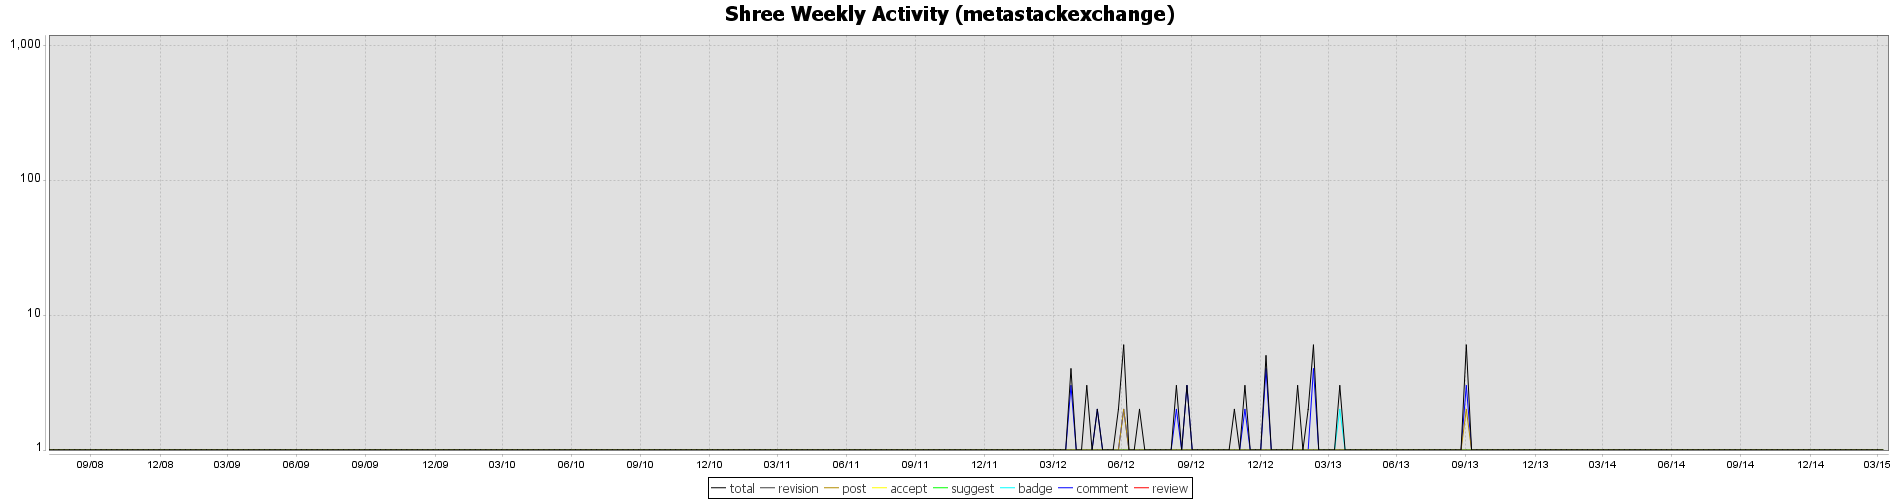 Shree Weekly Activity (metastackexchange)
1,000
100
10
1
09/08 12/08 03/09 06/09 09/09 12/09 03/10 06/10 09/10 12/10 03/11 06/11 09/11 12/11 03/12 06/12 09/12 12/12 03/13 06/13 09/13 12/13 03/14 06/14 09/14 12/14 03/15
total revision post accept suggest badge comment review